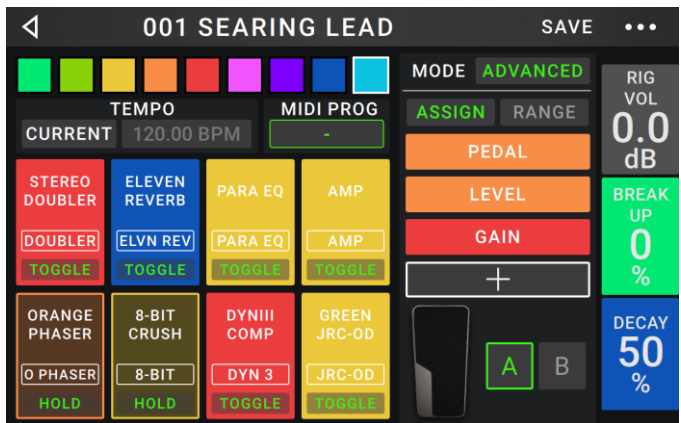 001 SEARING LEAD
SAVE
TEMPO
MIDI PROG
CURRENT
120.00 BPM
-
STEREO
DOUBLER
DOUBLER
TOGGLE
ELEVEN
REVERB
ELVN REV
TOGGLE
PARA EQ
PARA EQ
TOGGLE
AMP
AMP
TOGGLE
ORANGE
PHASER
O PHASER
HOLD
8-BIT
CRUSH
8-BIT
HOLD
DYNIII
COMP
DYN 3
TOGGLE
GREEN
JRC-OD
JRC-OD
TOGGLE
MODE ADVANCED
ASSIGN RANGE
PEDAL
LEVEL
GAIN
+
A B
RIG
VOL
0.0
dB
BREAK
UP
0
%
DECAY
50
%